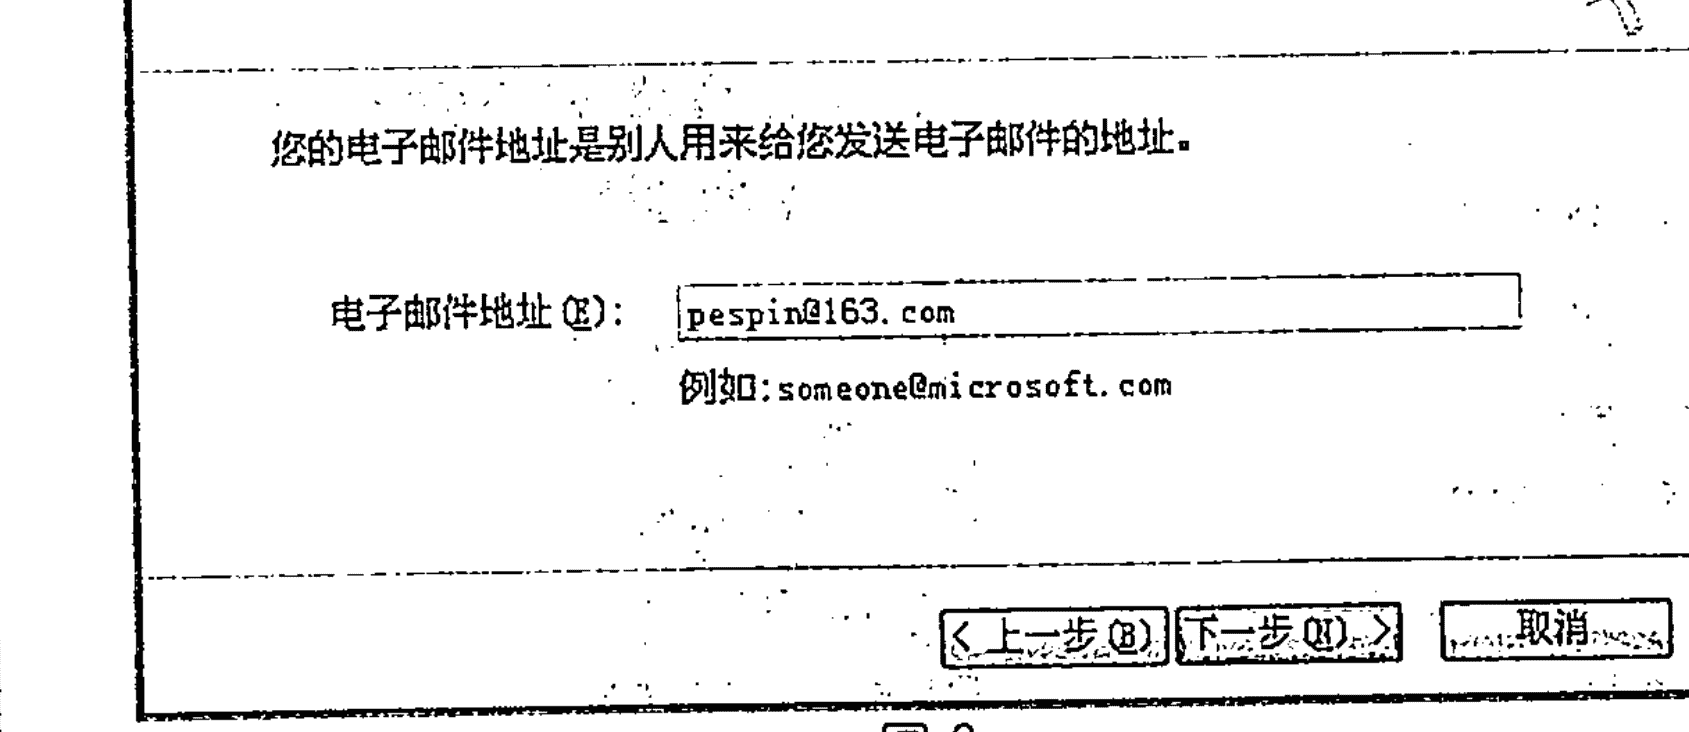 您的电子邮件地址是别人用来给您发送电子邮件的地址。
电子邮件地址(E): pespin@163.com
例如:someone@microsoft.com
< 上一步(B) 下一步(N) > 取消